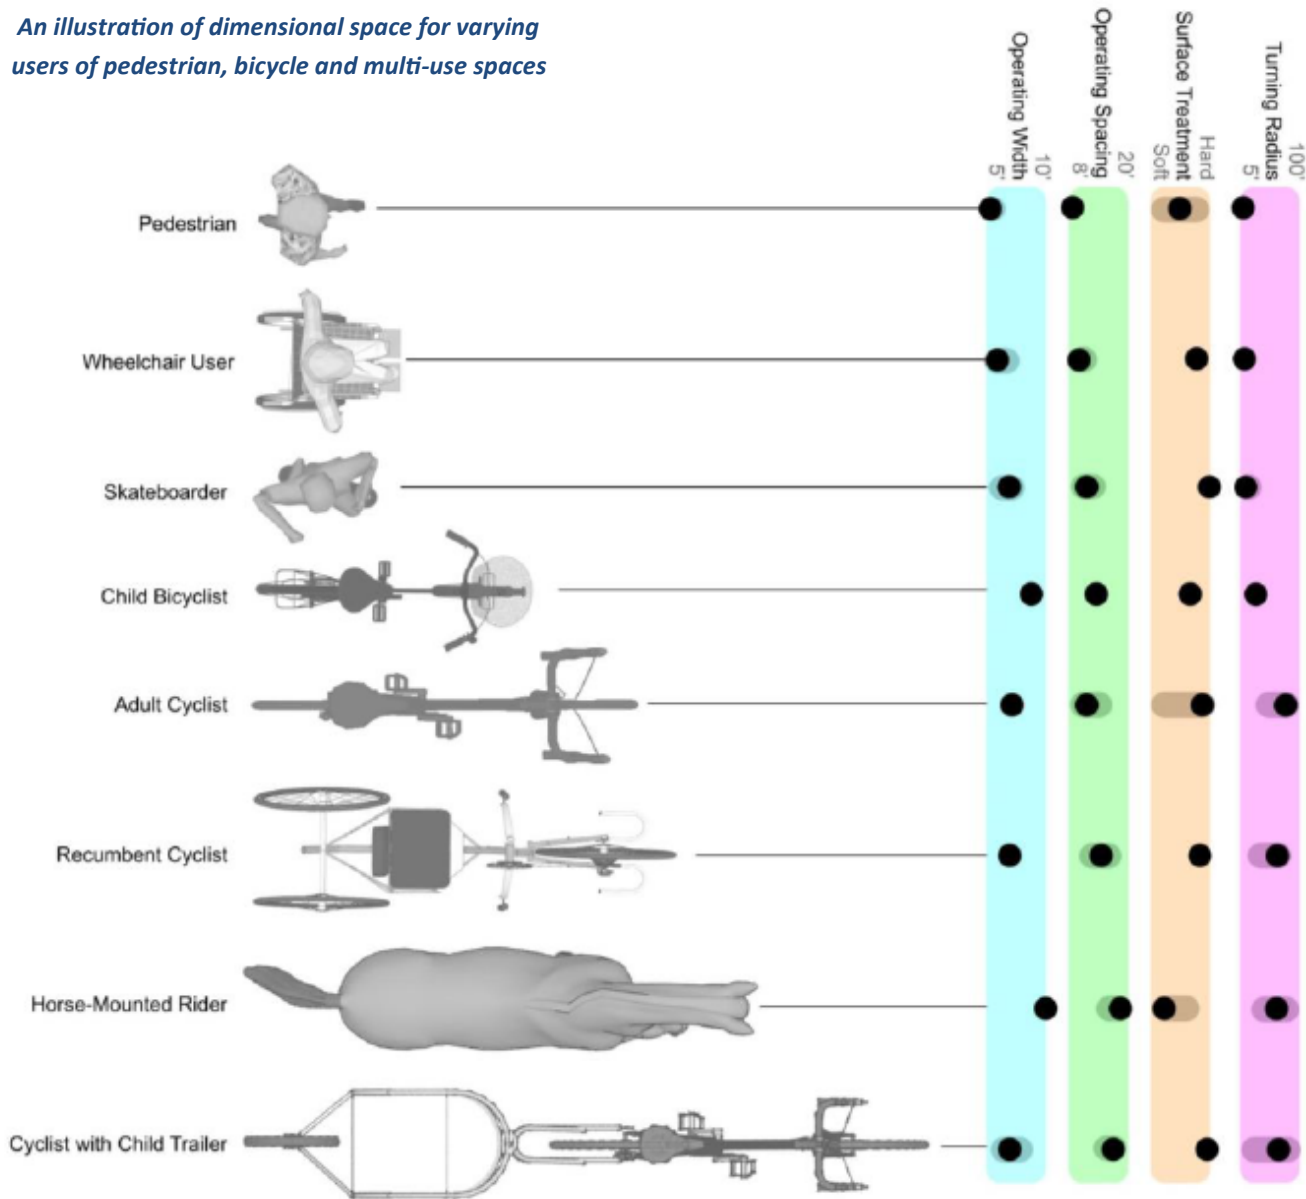 An illustration of dimensional space for varying
users of pedestrian, bicycle and multi-use spaces
Operating Width
5' 10'
Operating Spacing
8' 20'
Surface Treatment
Soft Hard
Turning Radius
5' 100'
Pedestrian
Wheelchair User
Skateboarder
Child Bicyclist
Adult Cyclist
Recumbent Cyclist
Horse-Mounted Rider
Cyclist with Child Trailer